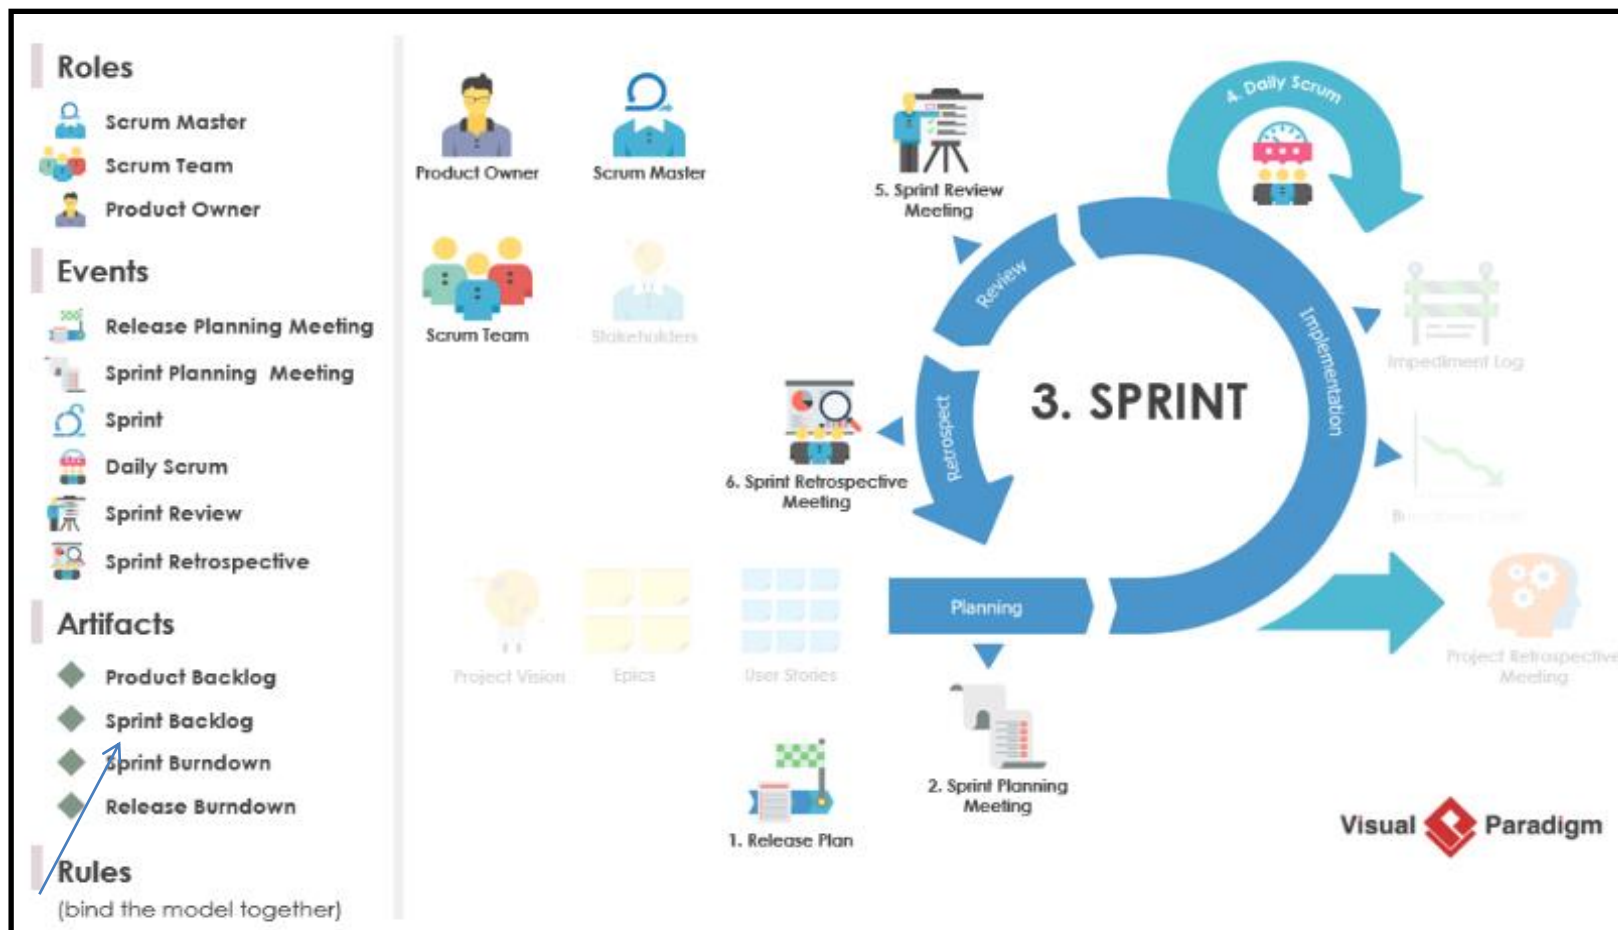 Roles
Scrum Master
Scrum Team
Product Owner
Events
Release Planning Meeting
Sprint Planning Meeting
Sprint
Daily Scrum
Sprint Review
Sprint Retrospective
Artifacts
Product Backlog
Sprint Backlog
Sprint Burndown
Release Burndown
Rules
(bind the model together)
Product Owner
Scrum Master
Scrum Team
Stakeholders
5. Sprint Review
Meeting
4. Daily Scrum
Review
Implementation
Impediment Log
3. SPRINT
Retrospect
6. Sprint Retrospective
Meeting
Project Vision
Epics
User Stories
Planning
Project Retrospective
Meeting
2. Sprint Planning
Meeting
1. Release Plan
Visual Paradigm